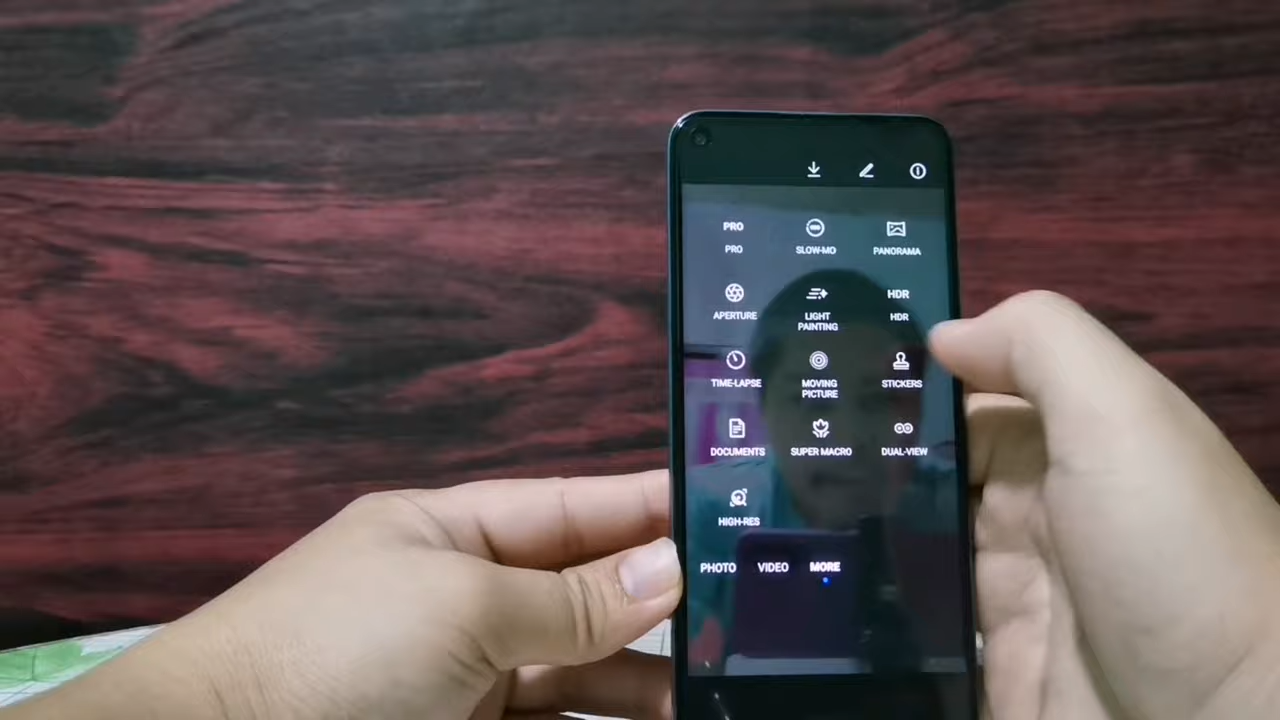 PRO
PRO
SLOW-MO
PANORAMA
APERTURE
LIGHT
PAINTING
HDR
HDR
TIME-LAPSE
MOVING
PICTURE
STICKERS
DOCUMENTS
SUPER MACRO
DUAL-VIEW
HIGH-RES
PHOTO VIDEO MORE